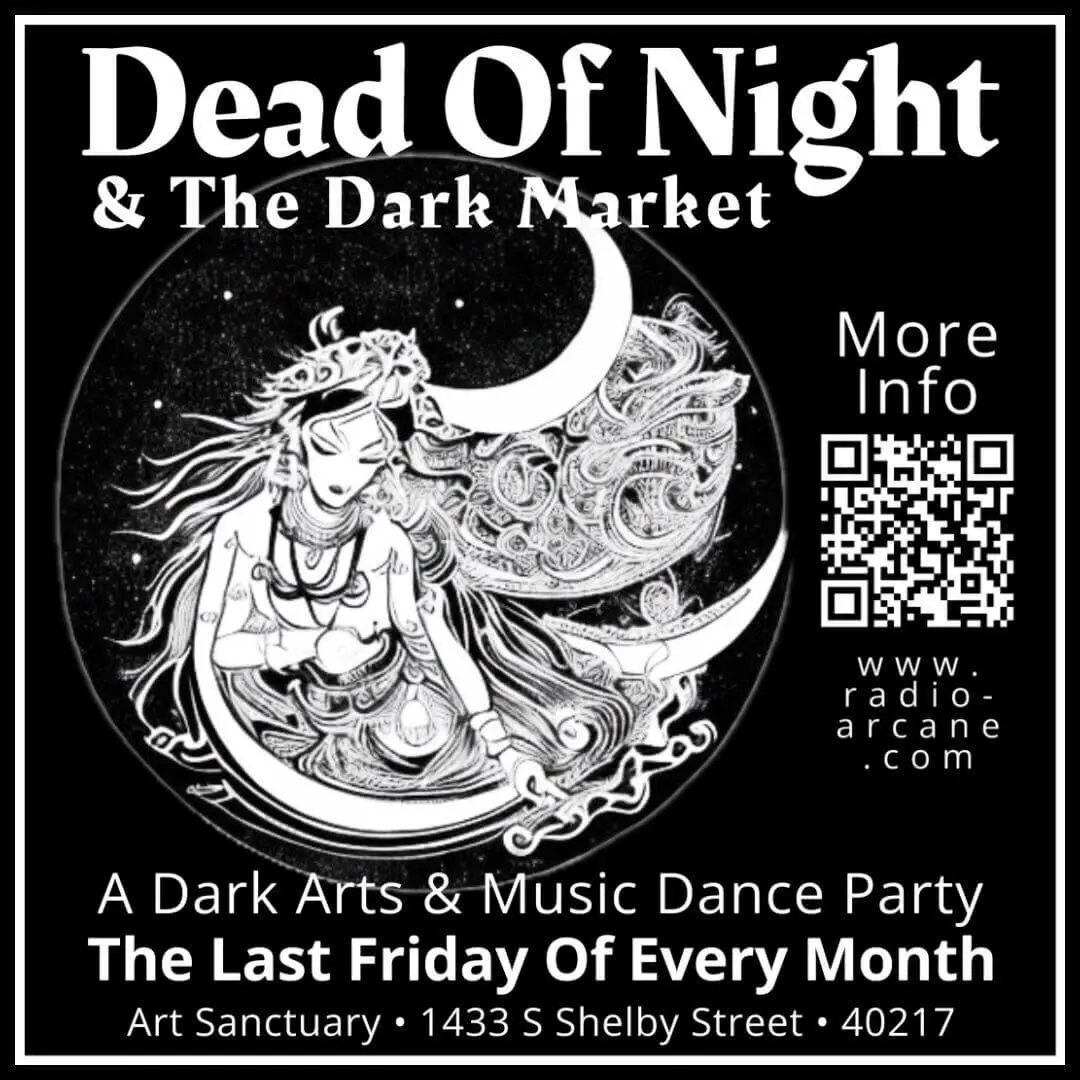 Dead Of Night
& The Dark Market
More
Info
www.
radio-
arcane
.com
A Dark Arts & Music Dance Party
The Last Friday Of Every Month
Art Sanctuary • 1433 S Shelby Street • 40217